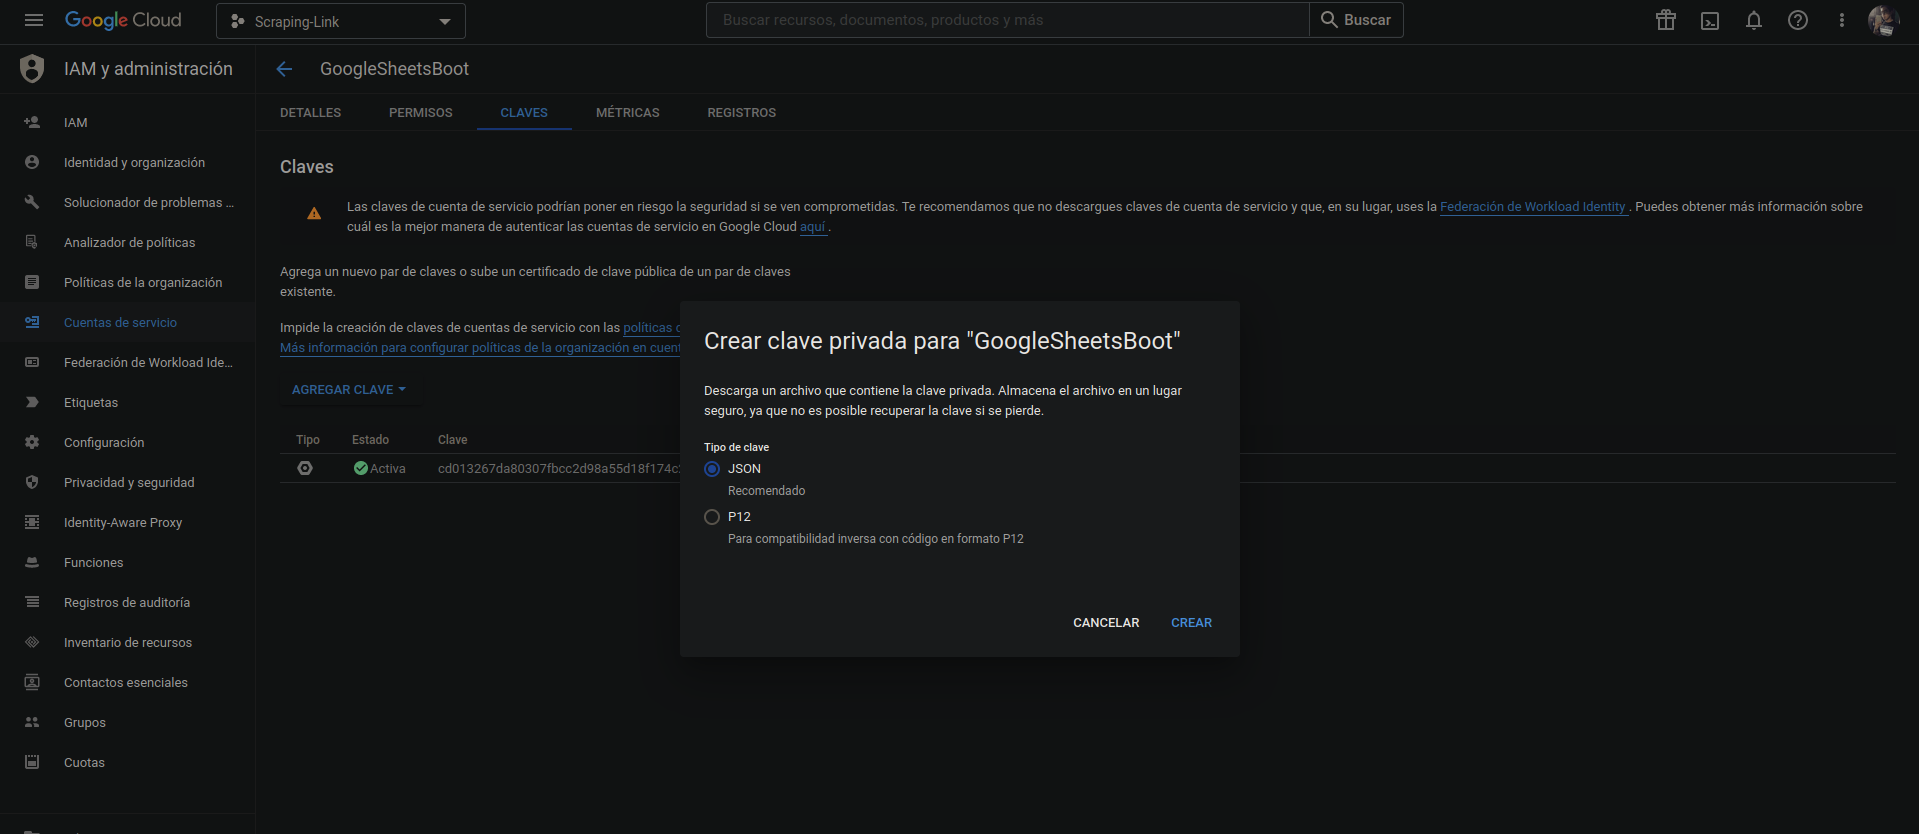 Google Cloud
Scraping-Link
Buscar recursos, documentos, productos y más
Buscar
IAM y administración
GoogleSheetsBoot
DETALLES
PERMISOS
CLAVES
MÉTRICAS
REGISTROS
IAM
Identidad y organización
Solucionador de problemas ...
Analizador de políticas
Políticas de la organización
Cuentas de servicio
Federación de Workload Ide...
Etiquetas
Configuración
Privacidad y seguridad
Identity-Aware Proxy
Funciones
Registros de auditoría
Inventario de recursos
Contactos esenciales
Grupos
Cuotas
Claves
Las claves de cuenta de servicio podrían poner en riesgo la seguridad si se ven comprometidas. Te recomendamos que no descargues claves de cuenta de servicio y que, en su lugar, uses la Federación de Workload Identity . Puedes obtener más información sobre
cuál es la mejor manera de autenticar las cuentas de servicio en Google Cloud aquí .
Agrega un nuevo par de claves o sube un certificado de clave pública de un par de claves
existente.
Impide la creación de claves de cuentas de servicio con las políticas
Más información para configurar políticas de la organización en
AGREGAR CLAVE
Tipo
Estado
Clave
Activa
cd013267da80307fbcc2d98a55d18f174c
Crear clave privada para "GoogleSheetsBoot"
Descarga un archivo que contiene la clave privada. Almacena el archivo en un lugar
seguro, ya que no es posible recuperar la clave si se pierde.
Tipo de clave
JSON
Recomendado
P12
Para compatibilidad inversa con código en formato P12
CANCELAR
CREAR